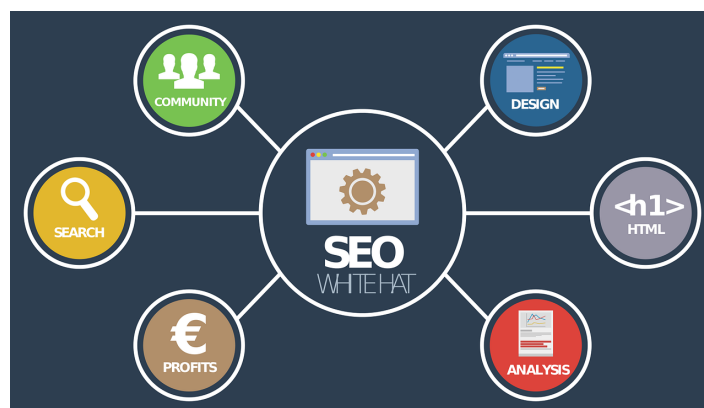 COMMUNITY
DESIGN
SEARCH
SEO
WHITE HAT
<h1>
HTML
€
PROFITS
ANALYSIS